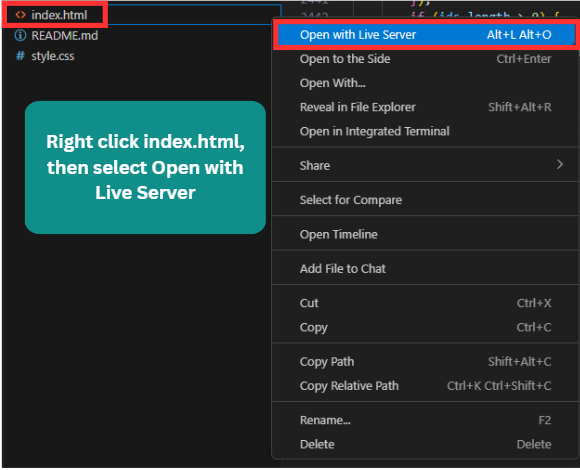 index.html
README.md
style.css
Right click index.html,
then select Open with
Live Server
if (ids.length > 0) {
Open with Live Server Alt+L Alt+O
Open to the Side Ctrl+Enter
Open With...
Reveal in File Explorer Shift+Alt+R
Open in Integrated Terminal
Share
Select for Compare
Open Timeline
Add File to Chat
Cut Ctrl+X
Copy Ctrl+C
Copy Path Shift+Alt+C
Copy Relative Path Ctrl+K Ctrl+Shift+C
Rename... F2
Delete Delete